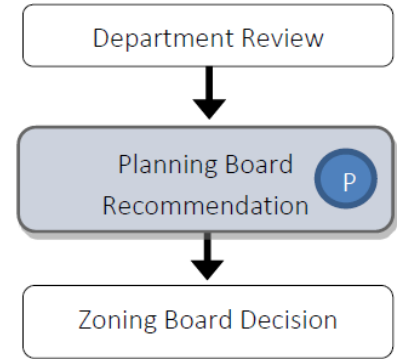 Department Review
Planning Board
Recommendation
P
Zoning Board Decision